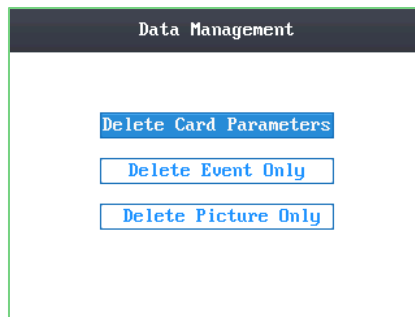 Data Management
Delete Card Parameters
Delete Event Only
Delete Picture Only